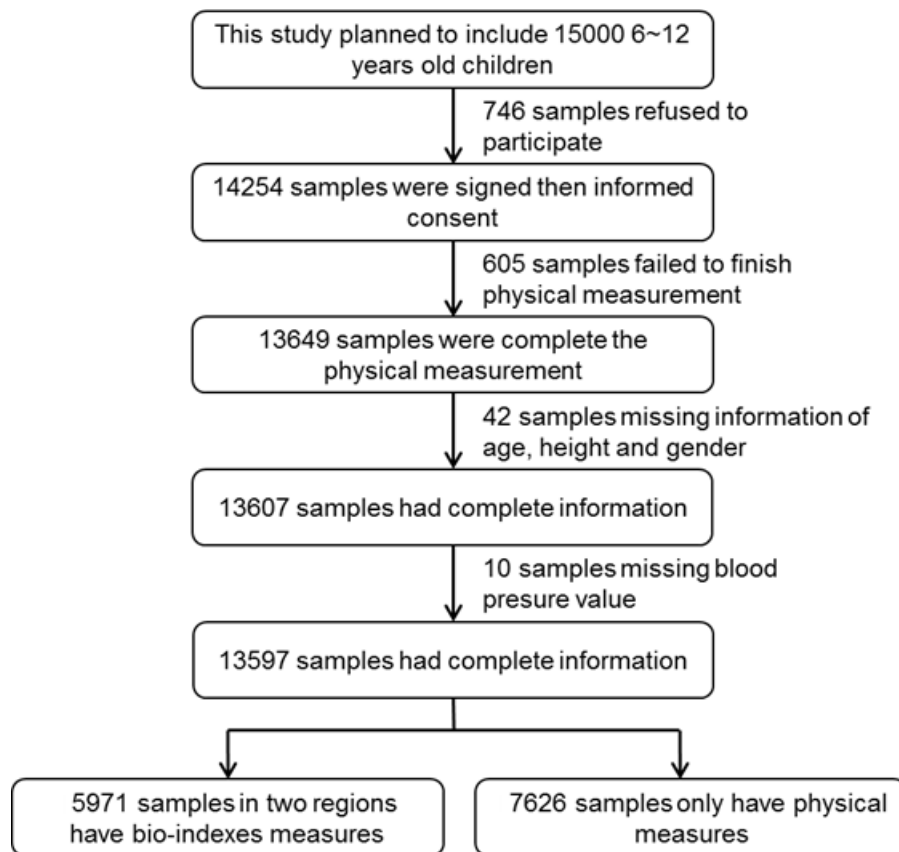 This study planned to include 15000 6~12
years old children
746 samples refused to
participate
14254 samples were signed then informed
consent
605 samples failed to finish
physical measurement
13649 samples were complete the
physical measurement
42 samples missing information of
age, height and gender
13607 samples had complete information
10 samples missing blood
presure value
13597 samples had complete information
5971 samples in two regions
have bio-indexes measures
7626 samples only have physical
measures